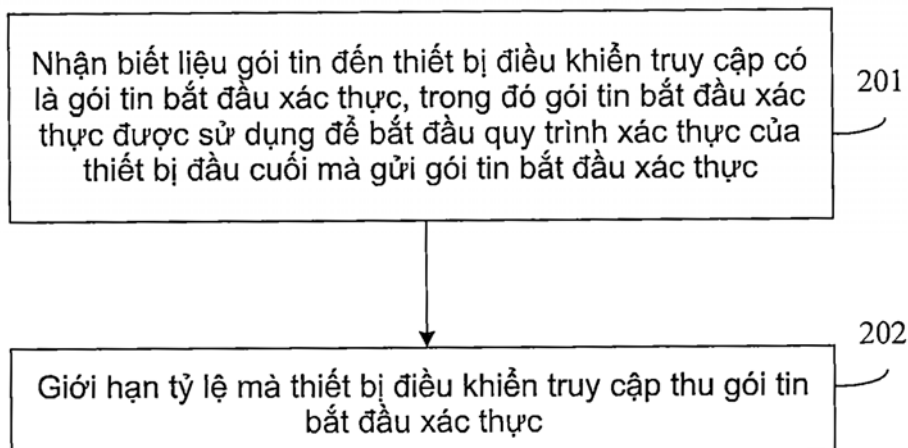 Nhận biết liệu gói tin đến thiết bị điều khiển truy cập có
là gói tin bắt đầu xác thực, trong đó gói tin bắt đầu xác
thực được sử dụng để bắt đầu quy trình xác thực của
thiết bị đầu cuối mà gửi gói tin bắt đầu xác thực
201
202
Giới hạn tỷ lệ mà thiết bị điều khiển truy cập thu gói tin
bắt đầu xác thực